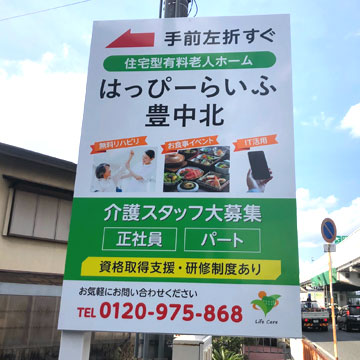 手前左折すぐ
住宅型有料老人ホーム
はっぴーらいふ
豊中北
無料リハビリ
お食事イベント
IT活用
介護スタッフ大募集
正社員 パート
資格取得支援・研修制度あり
お気軽にお問い合わせください
TEL 0120-975-868
Life Care